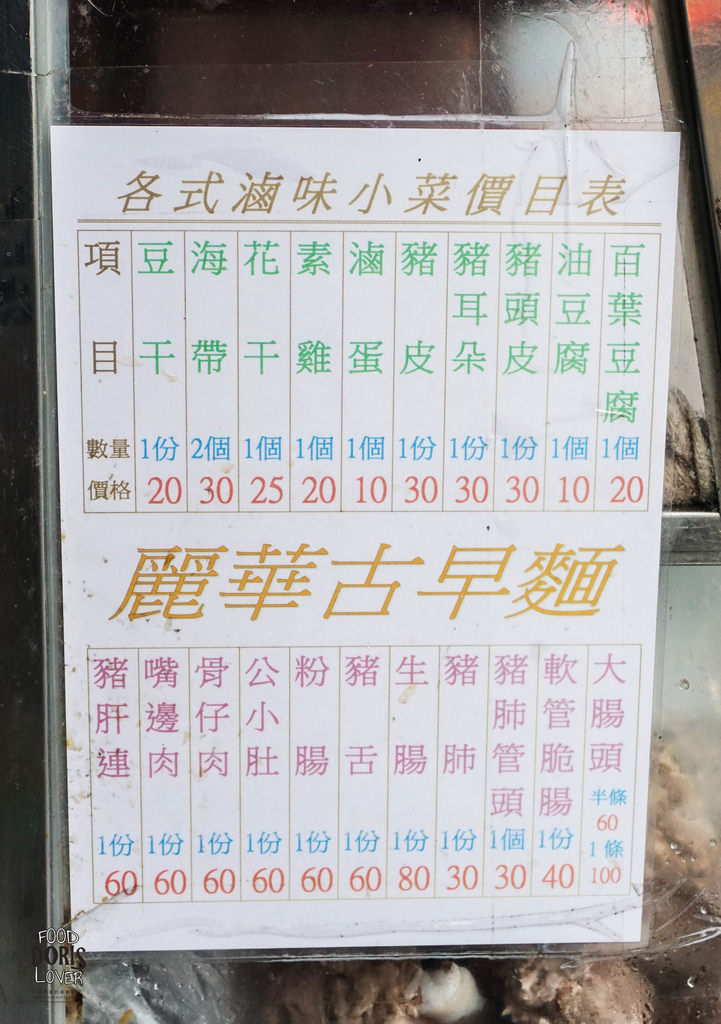 各式滷味小菜價目表
項目 豆干 海帶 花干 素雞 滷蛋 豬皮 豬耳朵 豬頭皮 油豆腐 百葉豆腐
數量 1份 2個 1個 1個 1個 1份 1份 1份 1個 1個
價格 20 30 25 20 10 30 30 30 10 20
麗華古早麵
豬肝連 嘴邊肉 骨仔肉 公小肚 粉腸 豬舌 生腸 豬肺 豬肺管頭 軟管脆腸 大腸頭
半條
60
1份 1份 1份 1份 1份 1份 1份 1份 1個 1份 1條
60 60 60 60 60 60 80 30 30 40 100
FOOD
DORIS
LOVER